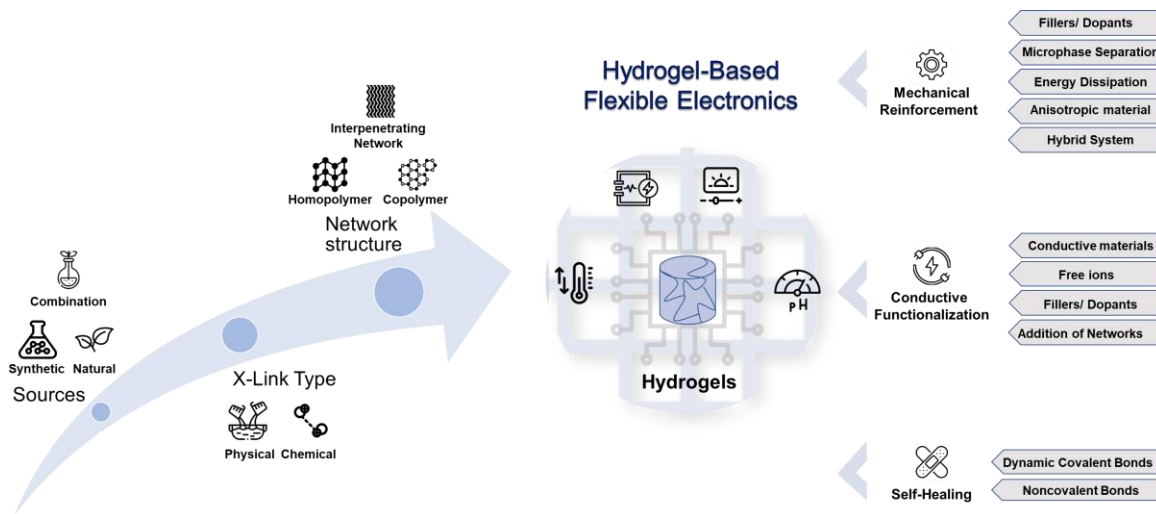 Hydrogel-Based
Flexible Electronics
Combination
Synthetic
Natural
Sources
X-Link Type
Physical
Chemical
Interpenetrating
Network
Homopolymer
Copolymer
Network
structure
pH
Hydrogels
Mechanical
Reinforcement
Fillers/ Dopants
Microphase Separation
Energy Dissipation
Anisotropic material
Hybrid System
Conductive
Functionalization
Conductive materials
Free ions
Fillers/ Dopants
Addition of Networks
Self-Healing
Dynamic Covalent Bonds
Noncovalent Bonds